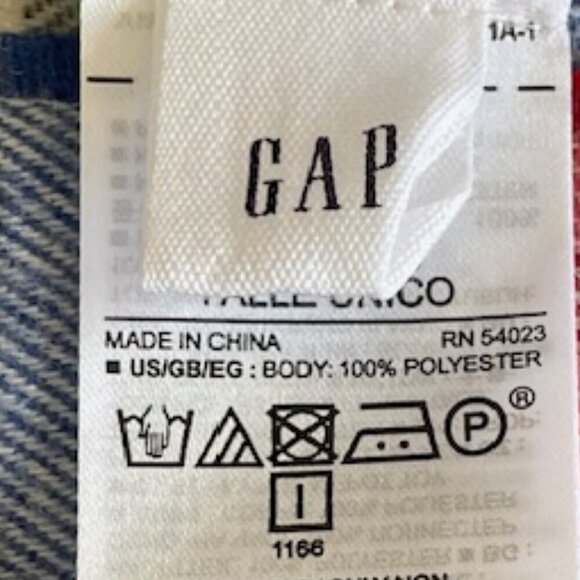 1A-1
GAP
TALLE UNICO
MADE IN CHINA RN 54023
■ US/GB/EG : BODY: 100% POLYESTER
P ®
I
1166